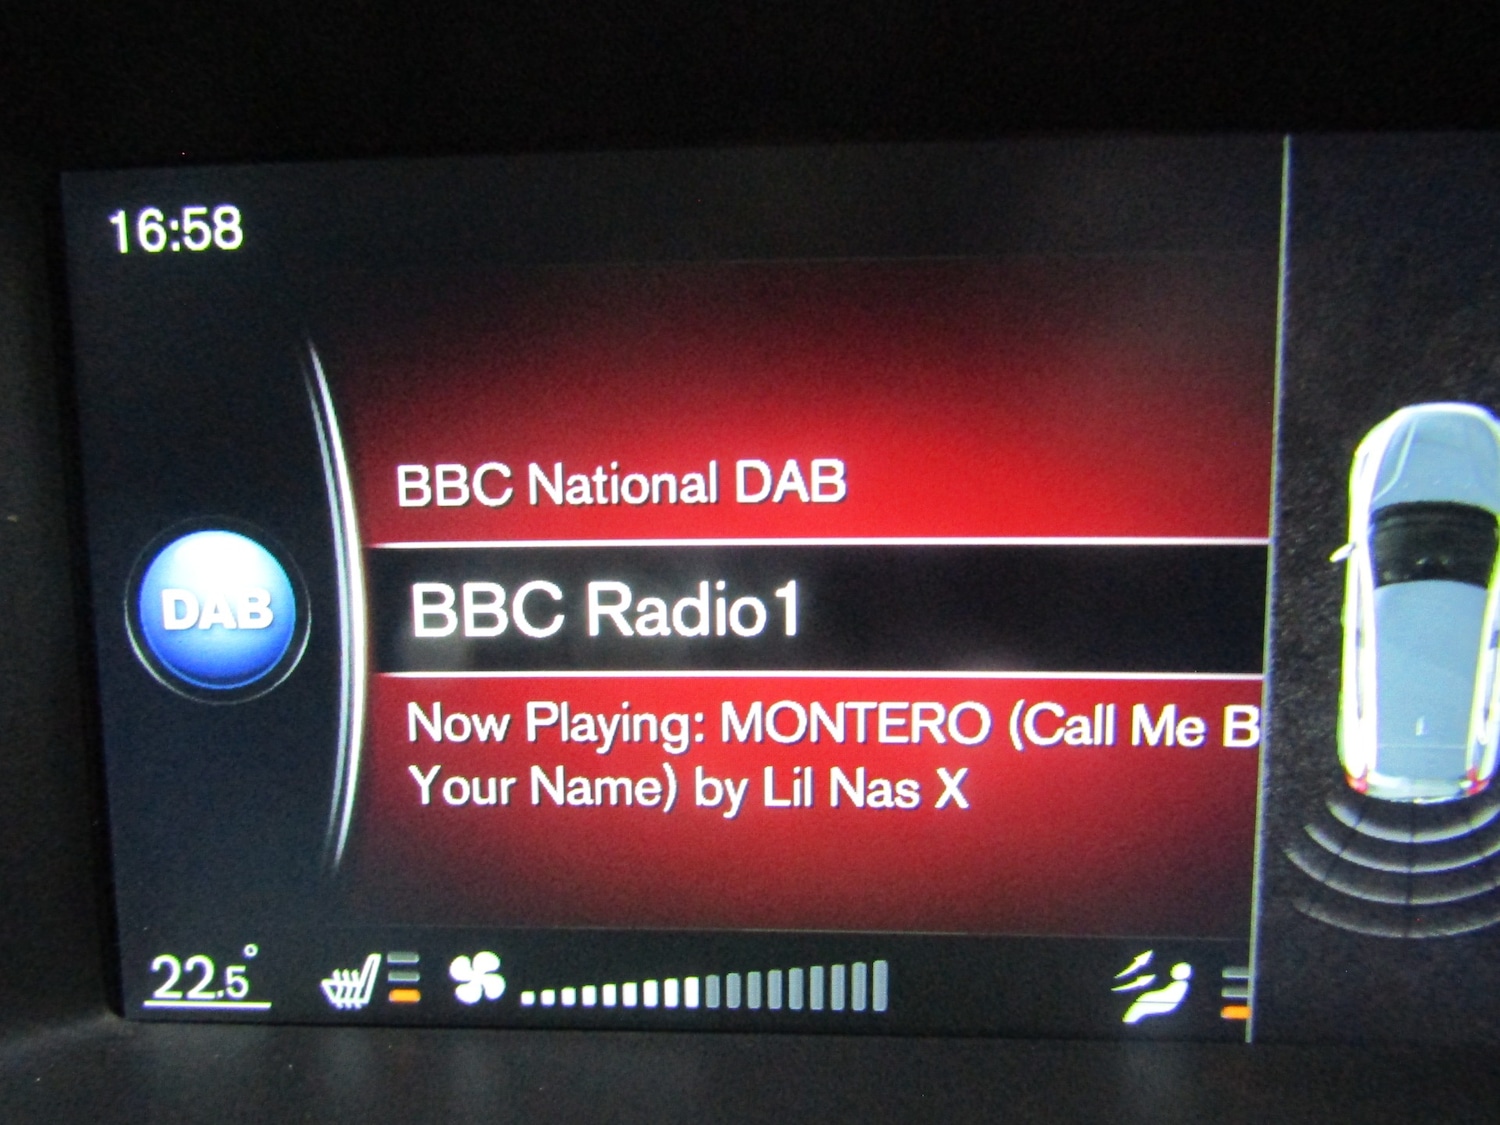 16:58
BBC National DAB
DAB
BBC Radio1
Now Playing: MONTERO (Call Me B
Your Name) by Lil Nas X
22.5°